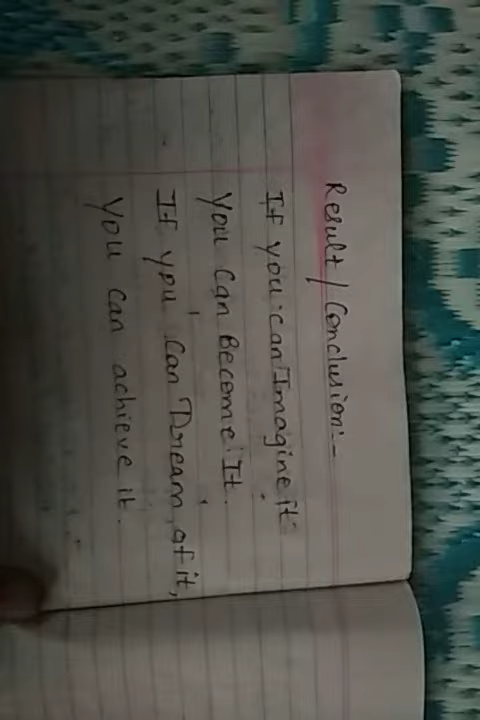 Result / Conclusion:-
If you can Imagine it
You can Become It.
If you can Dream of it,
You can achieve it.